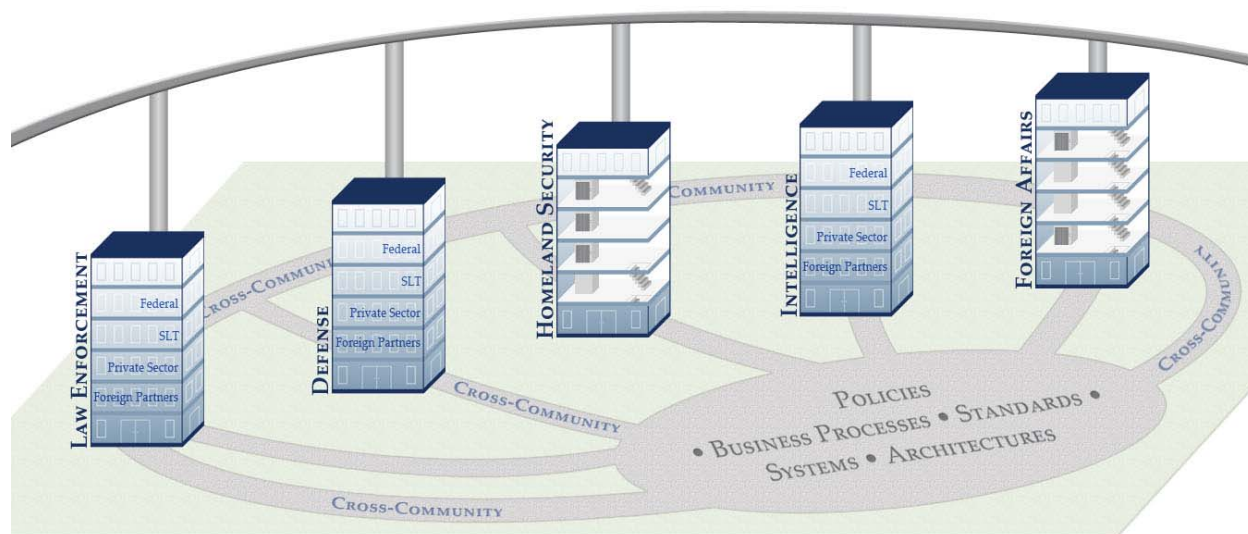 LAW ENFORCEMENT
Federal
SLT
Private Sector
Foreign Partners
DEFENSE
Federal
SLT
Private Sector
Foreign Partners
HOMELAND SECURITY
INTELLIGENCE
Federal
SLT
Private Sector
Foreign Partners
FOREIGN AFFAIRS
CROSS-COMMUNI
COMMUNITY
CROSS-COMMUNITY
CROSS-COMMUNITY
CROSS-COMMUNITY
POLICIES
• BUSINESS PROCESSES • STANDARDS •
SYSTEMS • ARCHITECTURES